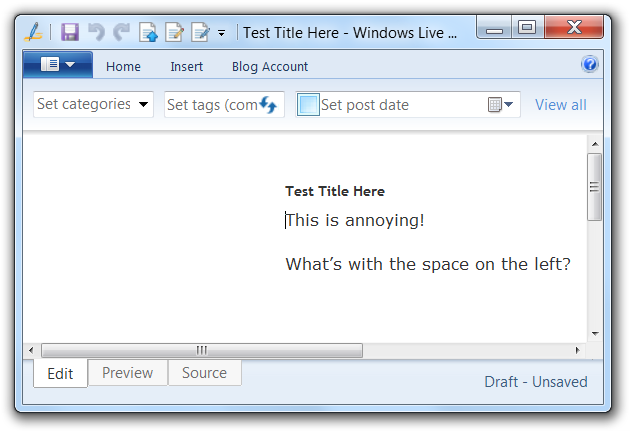 Test Title Here - Windows Live ...
Home Insert Blog Account
Set categories Set tags (com Set post date View all
Test Title Here
This is annoying!
What’s with the space on the left?
Edit Preview Source
Draft - Unsaved